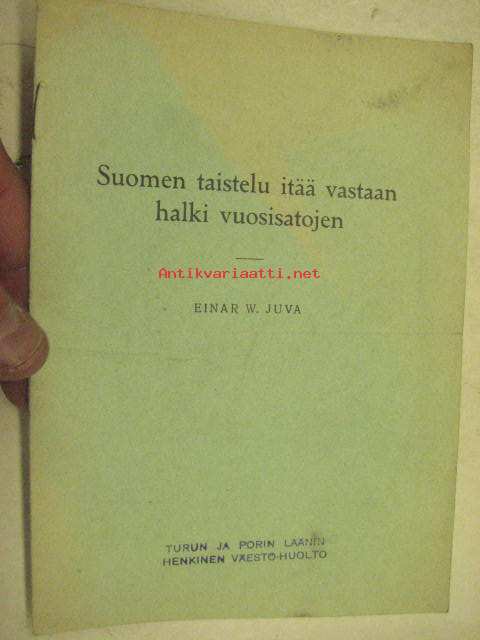 Suomen taistelu itää vastaan
halki vuosisatojen
Antikvariaatti.net
EINAR W. JUVA
TURUN JA PORIN LÄÄNIN
HENKINEN VÄESTÖ-HUOLTO